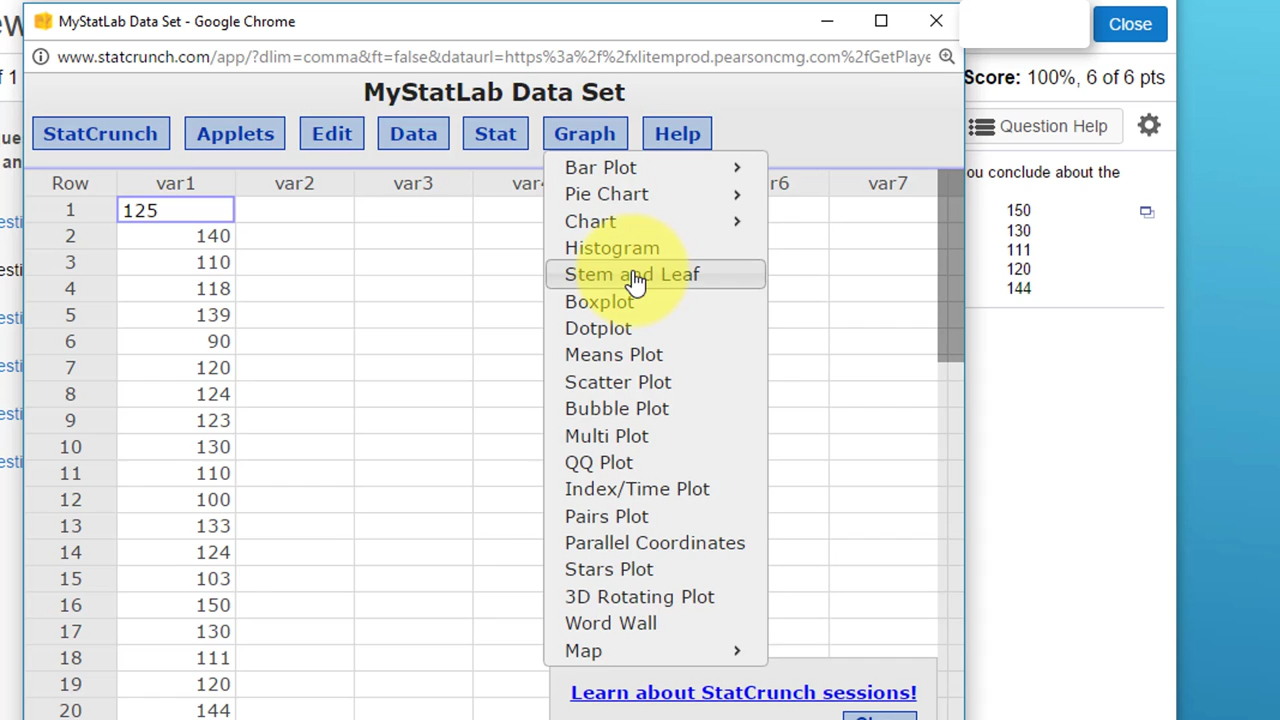 MyStatLab Data Set - Google Chrome
www.statcrunch.com/app/?dlim=comma&ft=false&dataurl=https%3a%2f%2fxlitemprod.pearsoncmg.com%2fGetPlaye
Close
Score: 100%, 6 of 6 pts
MyStatLab Data Set
StatCrunch Applets Edit Data Stat Graph Help
Question Help
Row var1 var2 var3 var7
1 125
2 140
3 110
4 118
5 139
6 90
7 120
8 124
9 123
10 130
11 110
12 100
13 133
14 124
15 103
16 150
17 130
18 111
19 120
20 144
Bar Plot
Pie Chart
Chart
Histogram
Stem and Leaf
Boxplot
Dotplot
Means Plot
Scatter Plot
Bubble Plot
Multi Plot
QQ Plot
Index/Time Plot
Pairs Plot
Parallel Coordinates
Stars Plot
3D Rotating Plot
Word Wall
Map
Learn about StatCrunch sessions!
ou conclude about the
150
130
111
120
144